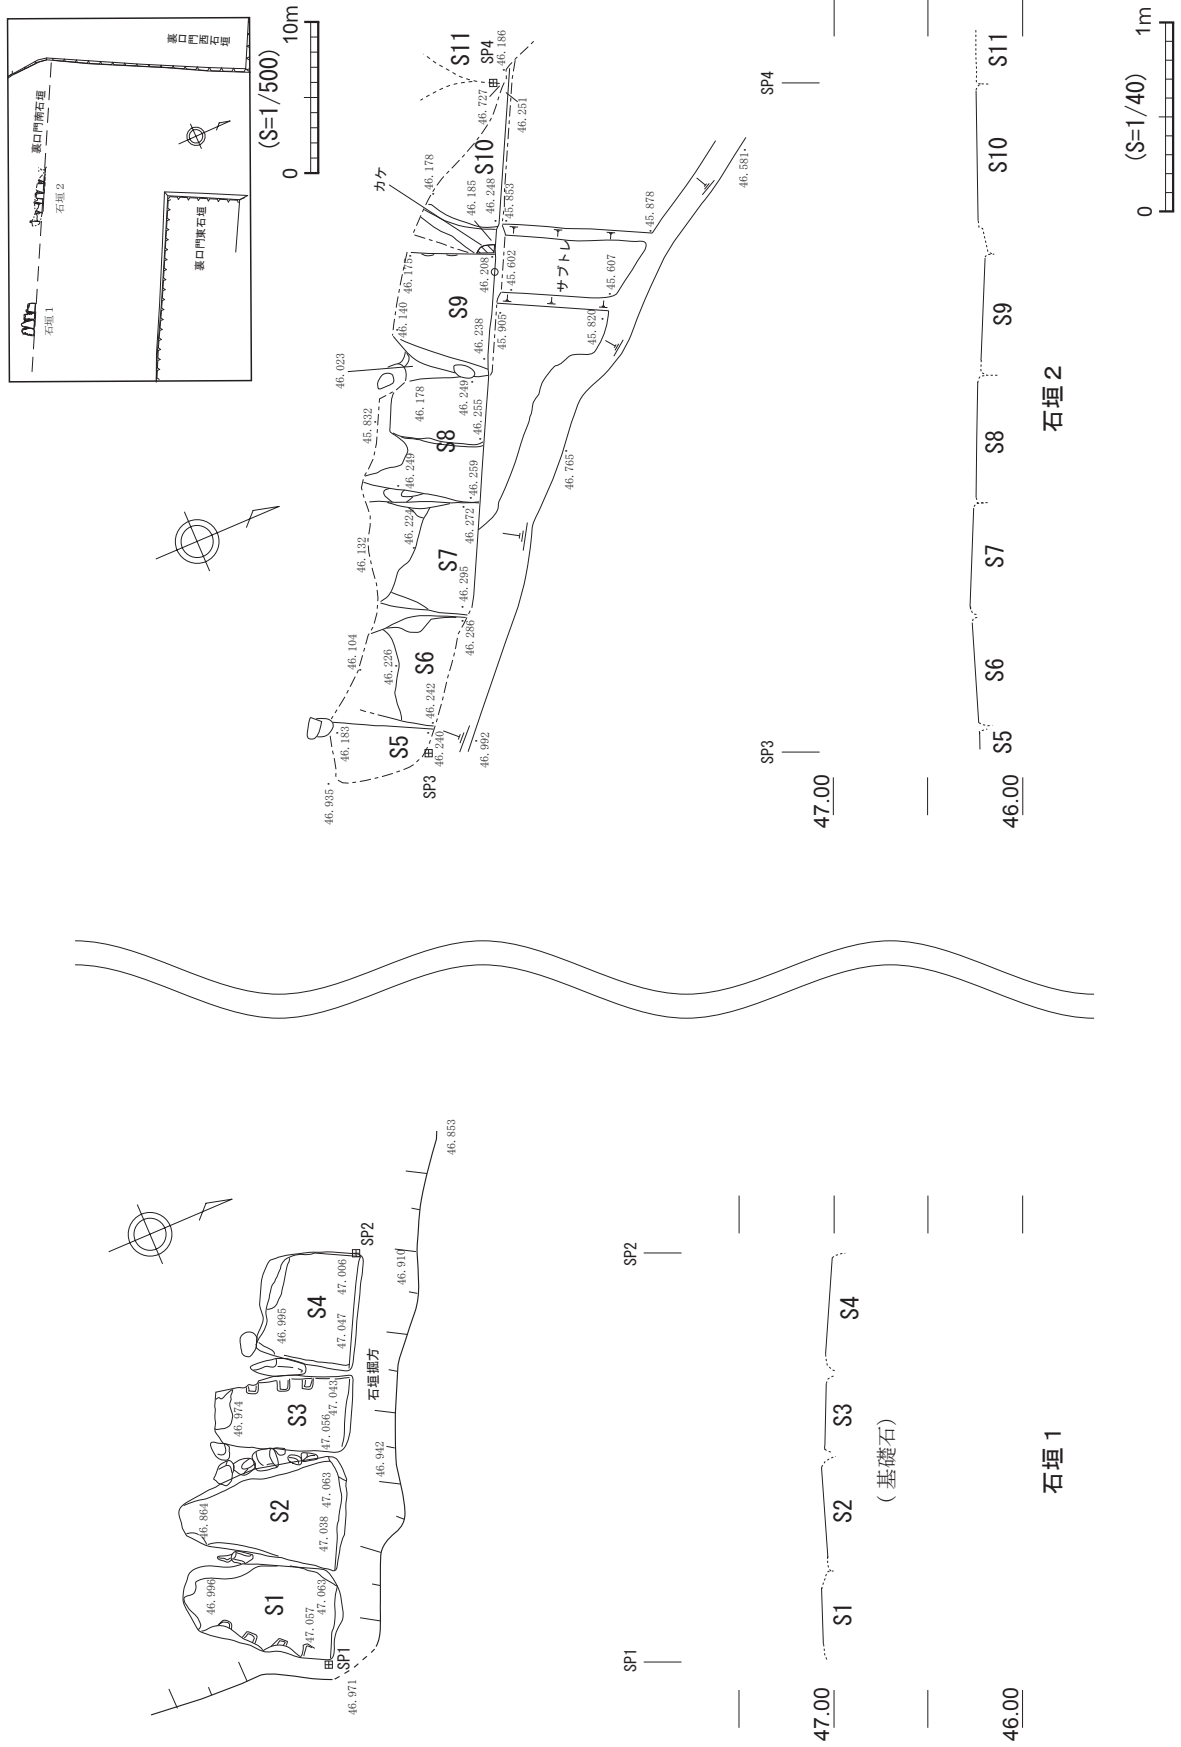 裏口門西石垣
裏口門南石垣
石垣2
石垣1
裏口門東石垣
(S=1/500)
0
10m
S11
SP4
46.186
46.727
46.251
S10
カケ
46.178
46.185
46.248
45.853
46.175
46.208
45.602
サブトレ
45.607
45.878
46.581
46.140
S9
46.238
45.905
45.820
46.023
46.178
46.249
46.255
45.832
S8
46.249
46.259
46.765
46.224
46.272
46.132
S7
46.295
46.286
46.104
46.226
S6
46.242
46.183
S5
46.240
46.992
46.935
SP3
SP4
SP3
47.00
46.00
S5
S6
S7
S8
S9
S10
S11
石垣2
0
1m
(S=1/40)
46.853
SP2
46.910
47.006
46.995
S4
47.047
石垣掘方
47.043
46.974
S3
47.056
46.942
47.063
46.864
S2
47.038
46.996
S1
47.063
47.057
SP1
46.971
SP1
SP2
47.00
46.00
S1
S2
S3
S4
(基礎石)
石垣1